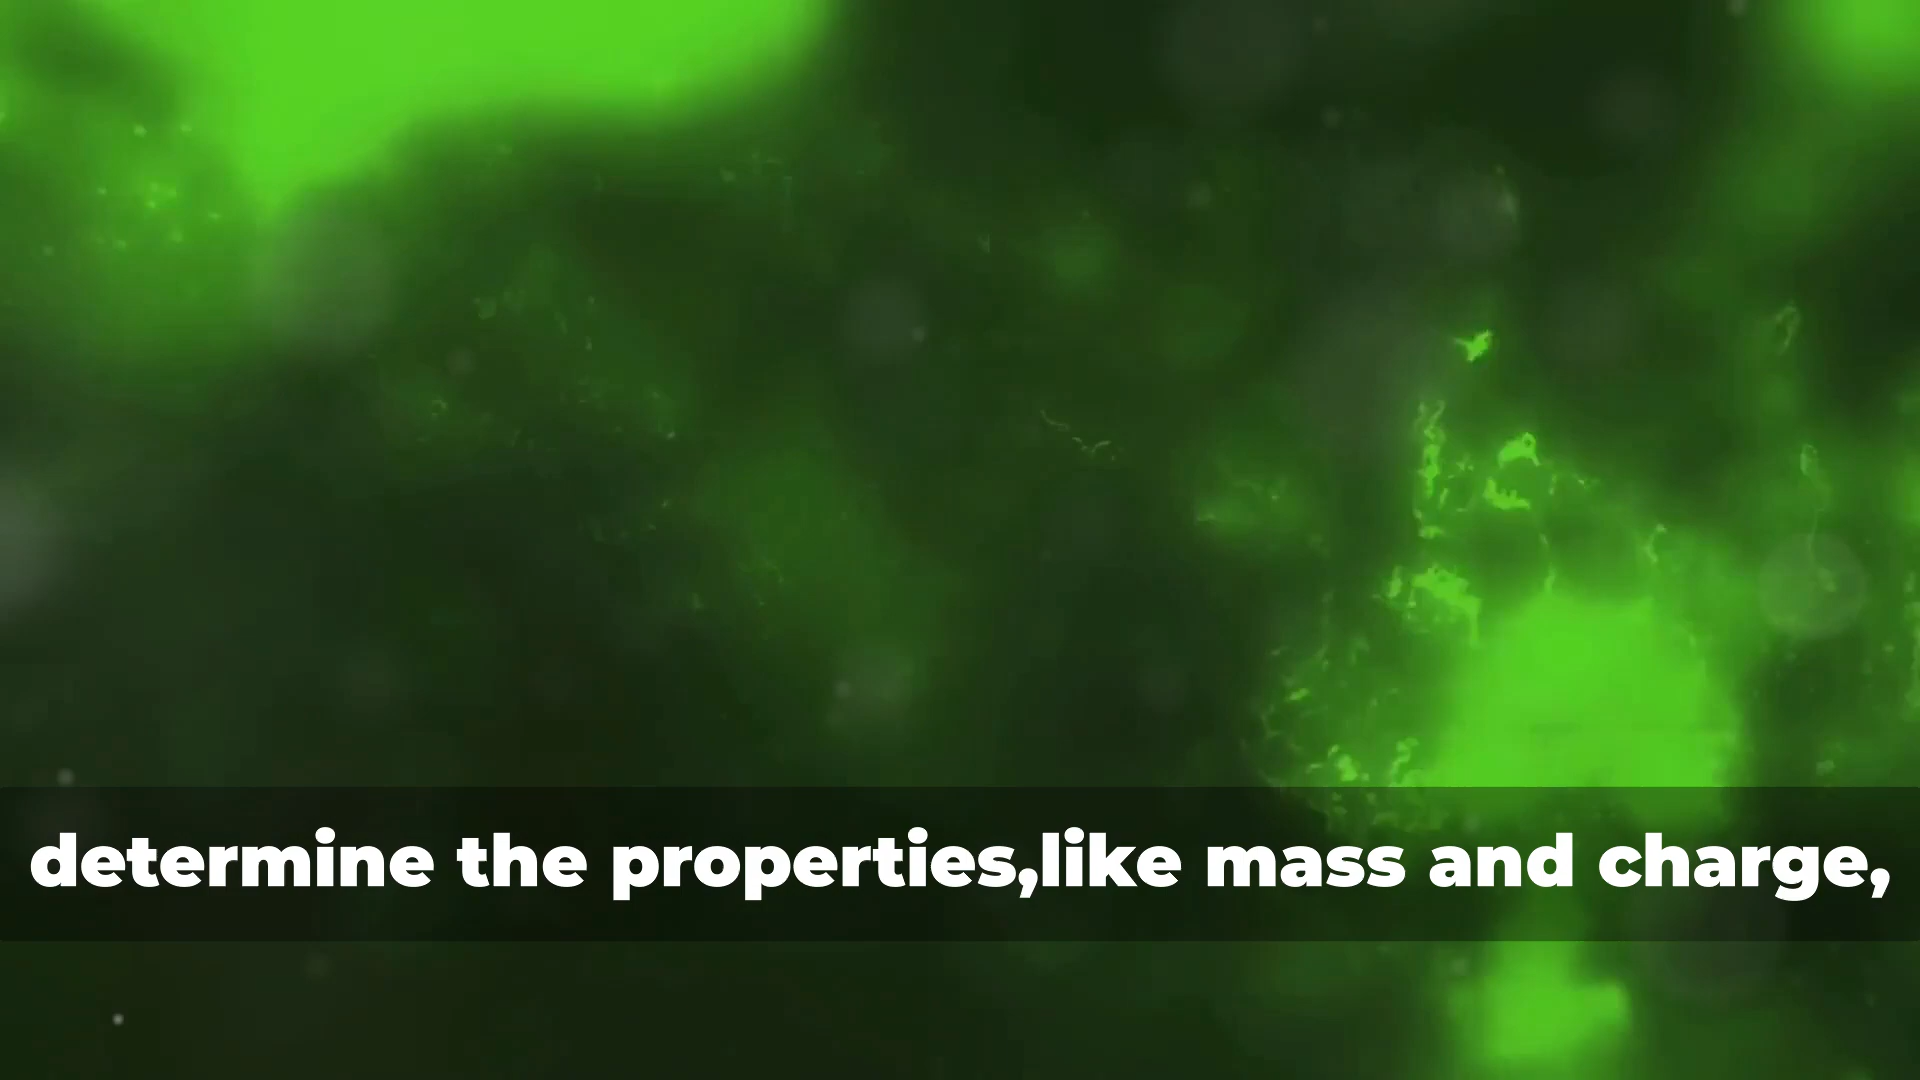 determine the properties,like mass and charge,